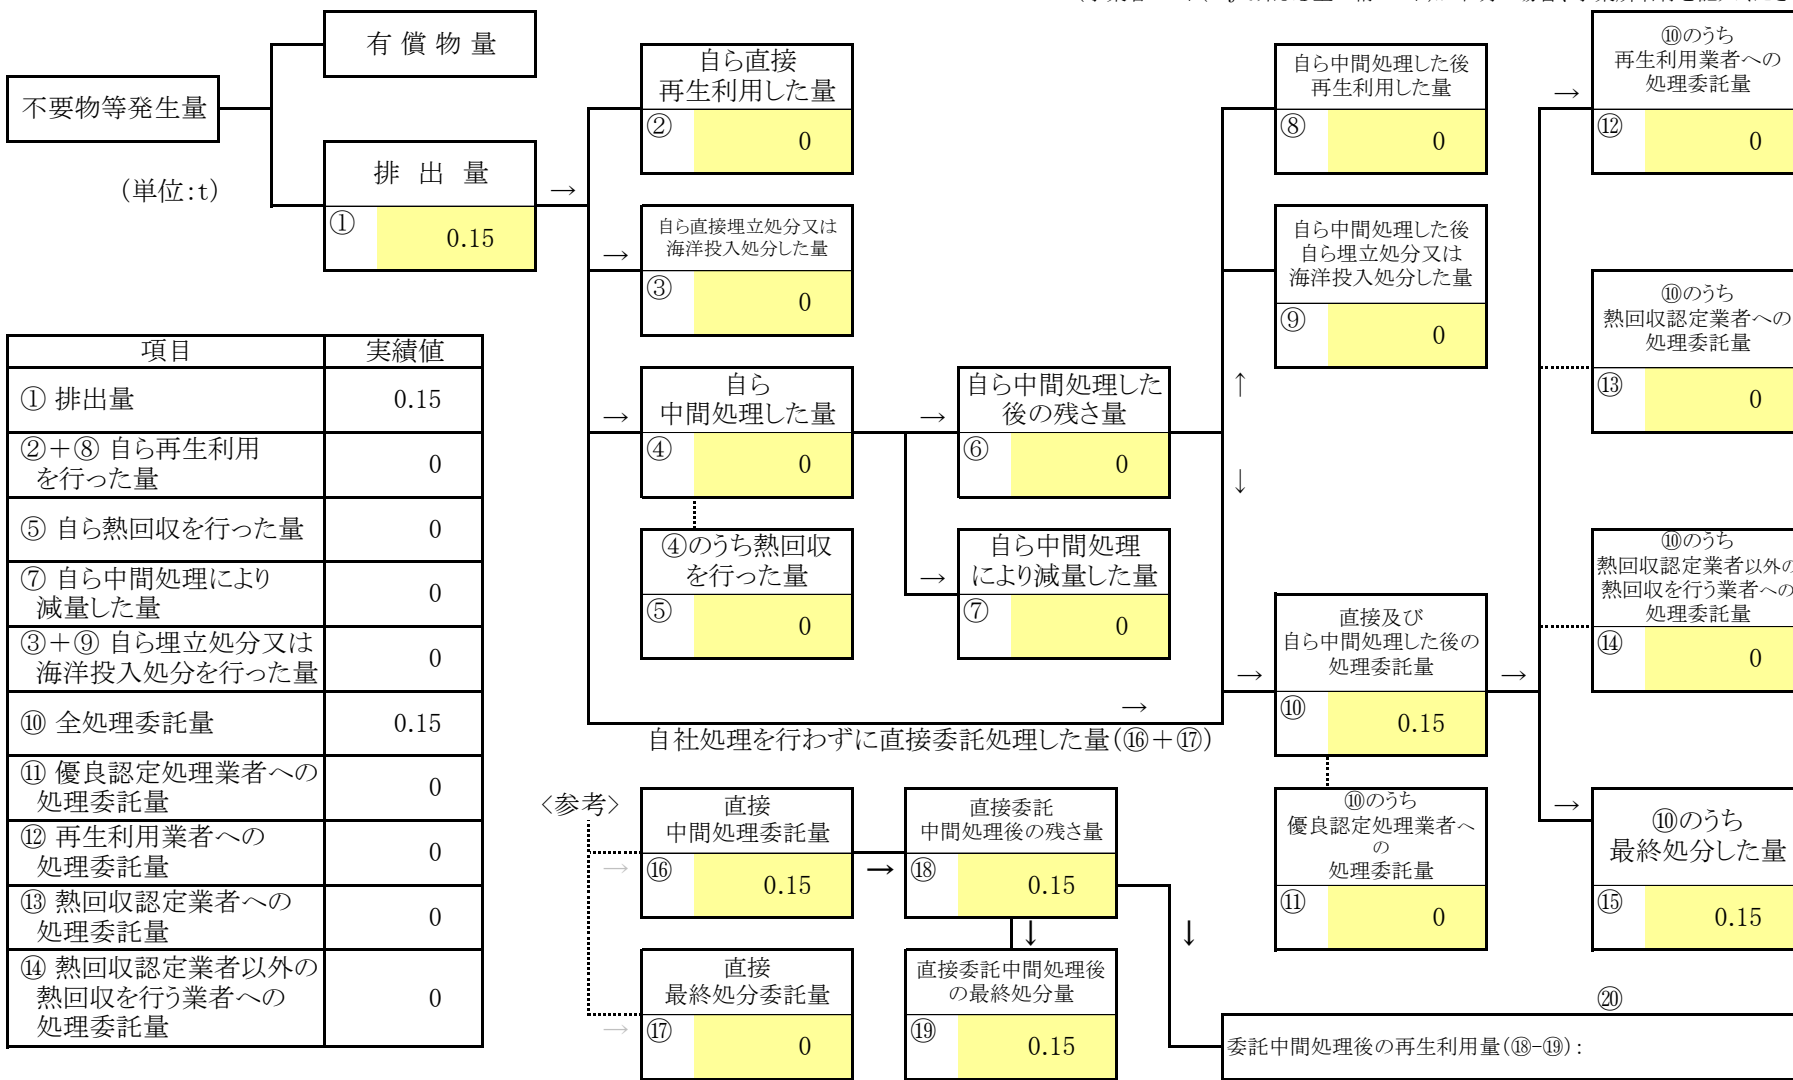 有 償 物 量
不要物等発生量
(単位:t)
排 出 量
①
0.15
→
自ら直接
再生利用した量
②
0
→
自ら直接埋立処分又は
海洋投入処分した量
③
0
→
自ら
中間処理した量
④
0
④のうち熱回収
を行った量
⑤
0
→
自ら中間処理した
後の残さ量
⑥
0
→
自ら中間処理
により減量した量
⑦
0
自ら中間処理した後
再生利用した量
⑧
0
自ら中間処理した後
自ら埋立処分又は
海洋投入処分した量
⑨
0
↑
↓
→
直接及び
自ら中間処理した後の
処理委託量
⑩
0.15
→
⑩のうち
優良認定処理業者へ
の
処理委託量
⑪
0
→
⑩のうち
再生利用業者への
処理委託量
⑫
0
⑩のうち
熱回収認定業者への
処理委託量
⑬
0
⑩のうち
熱回収認定業者以外の
熱回収を行う業者への
処理委託量
⑭
0
→
⑩のうち
最終処分した量
⑮
0.15
→
自社処理を行わずに直接委託処理した量(⑯+⑰)
〈参考〉
→
直接
中間処理委託量
⑯
0.15
→
直接委託
中間処理後の残さ量
⑱
0.15
↓
↓
→
直接
最終処分委託量
⑰
0
直接委託中間処理後
の最終処分量
⑲
0.15
⑳
委託中間処理後の再生利用量(⑱-⑲):
項目 実績値
① 排出量 0.15
②+⑧ 自ら再生利用
を行った量 0
⑤ 自ら熱回収を行った量 0
⑦ 自ら中間処理により
減量した量 0
③+⑨ 自ら埋立処分又は
海洋投入処分を行った量 0
⑩ 全処理委託量 0.15
⑪ 優良認定処理業者への
処理委託量 0
⑫ 再生利用業者への
処理委託量 0
⑬ 熱回収認定業者への
処理委託量 0
⑭ 熱回収認定業者以外の
熱回収を行う業者への
処理委託量 0